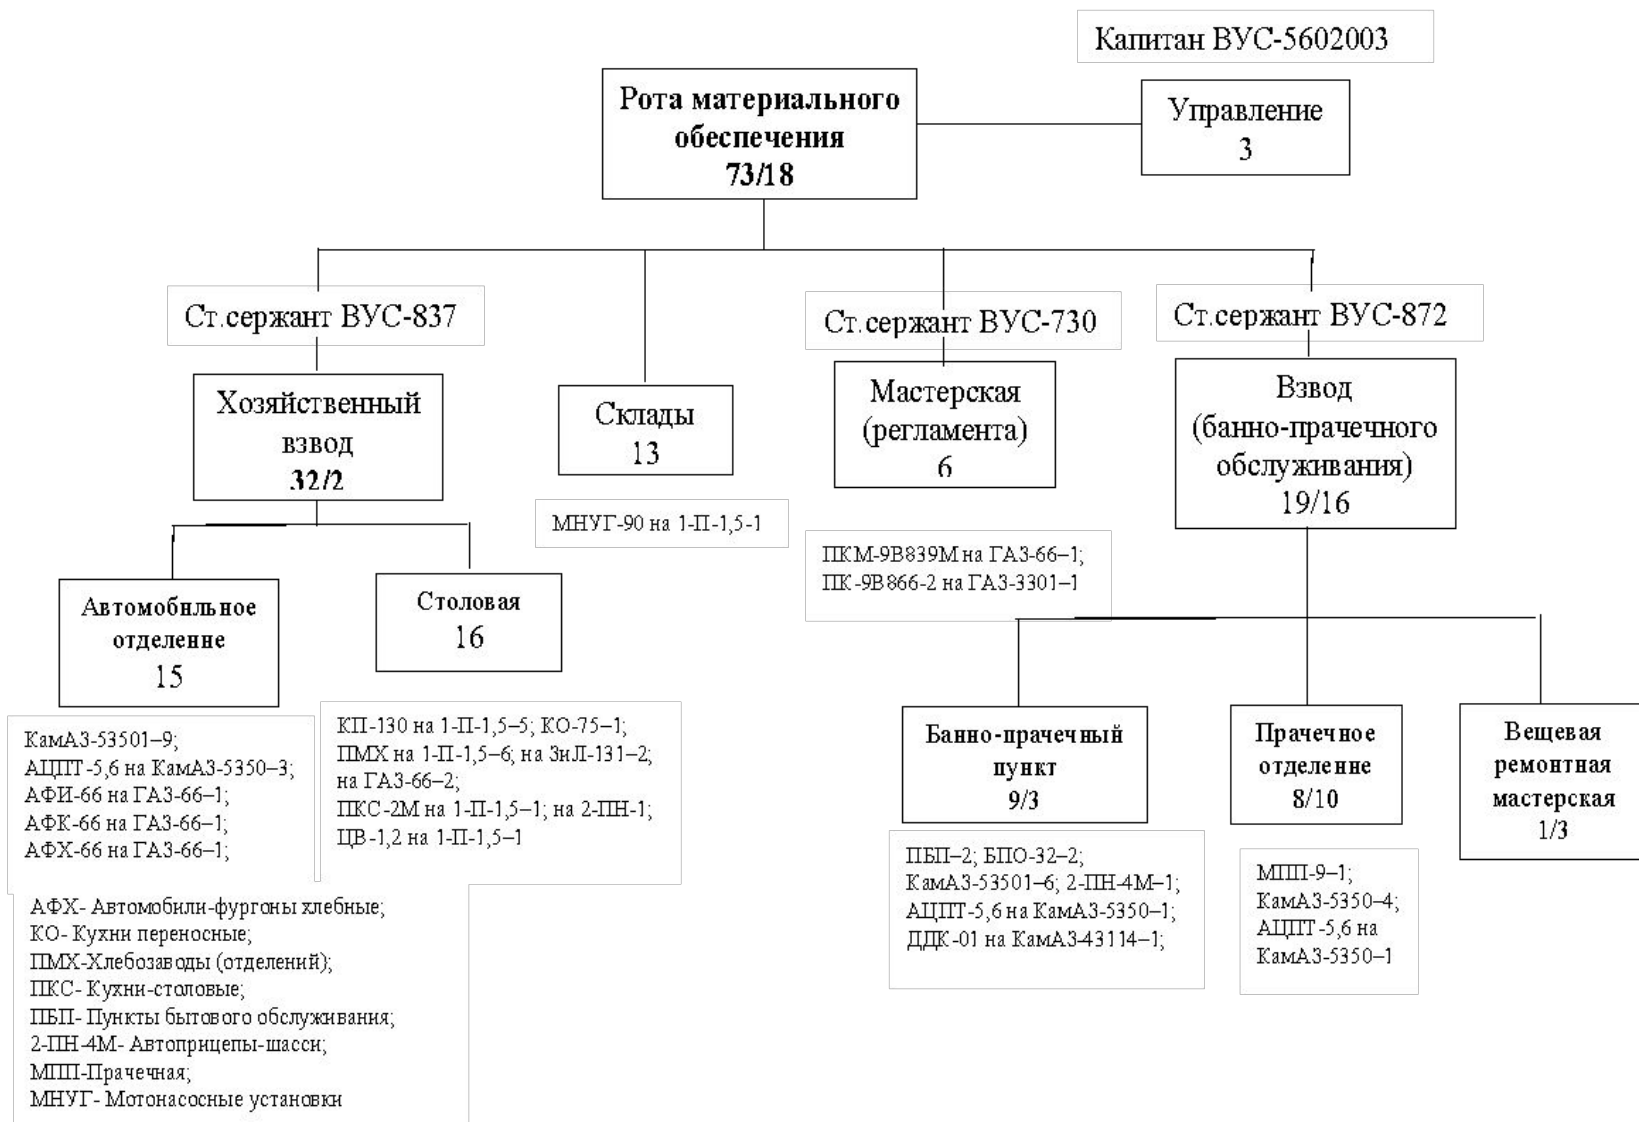 Капитан ВУС-5602003
Рота материального
обеспечения
73/18
Управление
3
Ст.сержант ВУС-837
Ст.сержант ВУС-730
Ст.сержант ВУС-872
Хозяйственный
взвод
32/2
Склады
13
Мастерская
(регламента)
6
Взвод
(банно-прачечного
обслуживания)
19/16
МНУГ-90 на 1-П-1,5-1
ПКМ-9В839М на ГАЗ-66–1;
ПК-9В866-2 на ГАЗ-3301–1
Автомобильное
отделение
15
Столовая
16
КамАЗ-53501–9;
АЦПТ-5,6 на КамАЗ-5350–3;
АФИ-66 на ГАЗ-66–1;
АФК-66 на ГАЗ-66–1;
АФХ-66 на ГАЗ-66–1;
КП-130 на 1-П-1,5–5; КО-75–1;
ПМХ на 1-П-1,5–6; на ЗиЛ-131–2;
на ГАЗ-66–2;
ПКС-2М на 1-П-1,5–1; на 2-ПН-1;
ЦВ-1,2 на 1-П-1,5–1
Банно-прачечный
пункт
9/3
Прачечное
отделение
8/10
Вещевая
ремонтная
мастерская
1/3
ПБП–2; БПО-32–2;
КамАЗ-53501–6; 2-ПН-4М–1;
АЦПТ-5,6 на КамАЗ-5350–1;
ДДК-01 на КамАЗ-43114–1;
МПП-9–1;
КамАЗ-5350–4;
АЦПТ-5,6 на
КамАЗ-5350–1
АФХ- Автомобили-фургоны хлебные;
КО- Кухни переносные;
ПМХ-Хлебозаводы (отделений);
ПКС- Кухни-столовые;
ПБП- Пункты бытового обслуживания;
2-ПН-4М- Автоприцепы-шасси;
МПП-Прачечная;
МНУГ- Мотонасосные установки